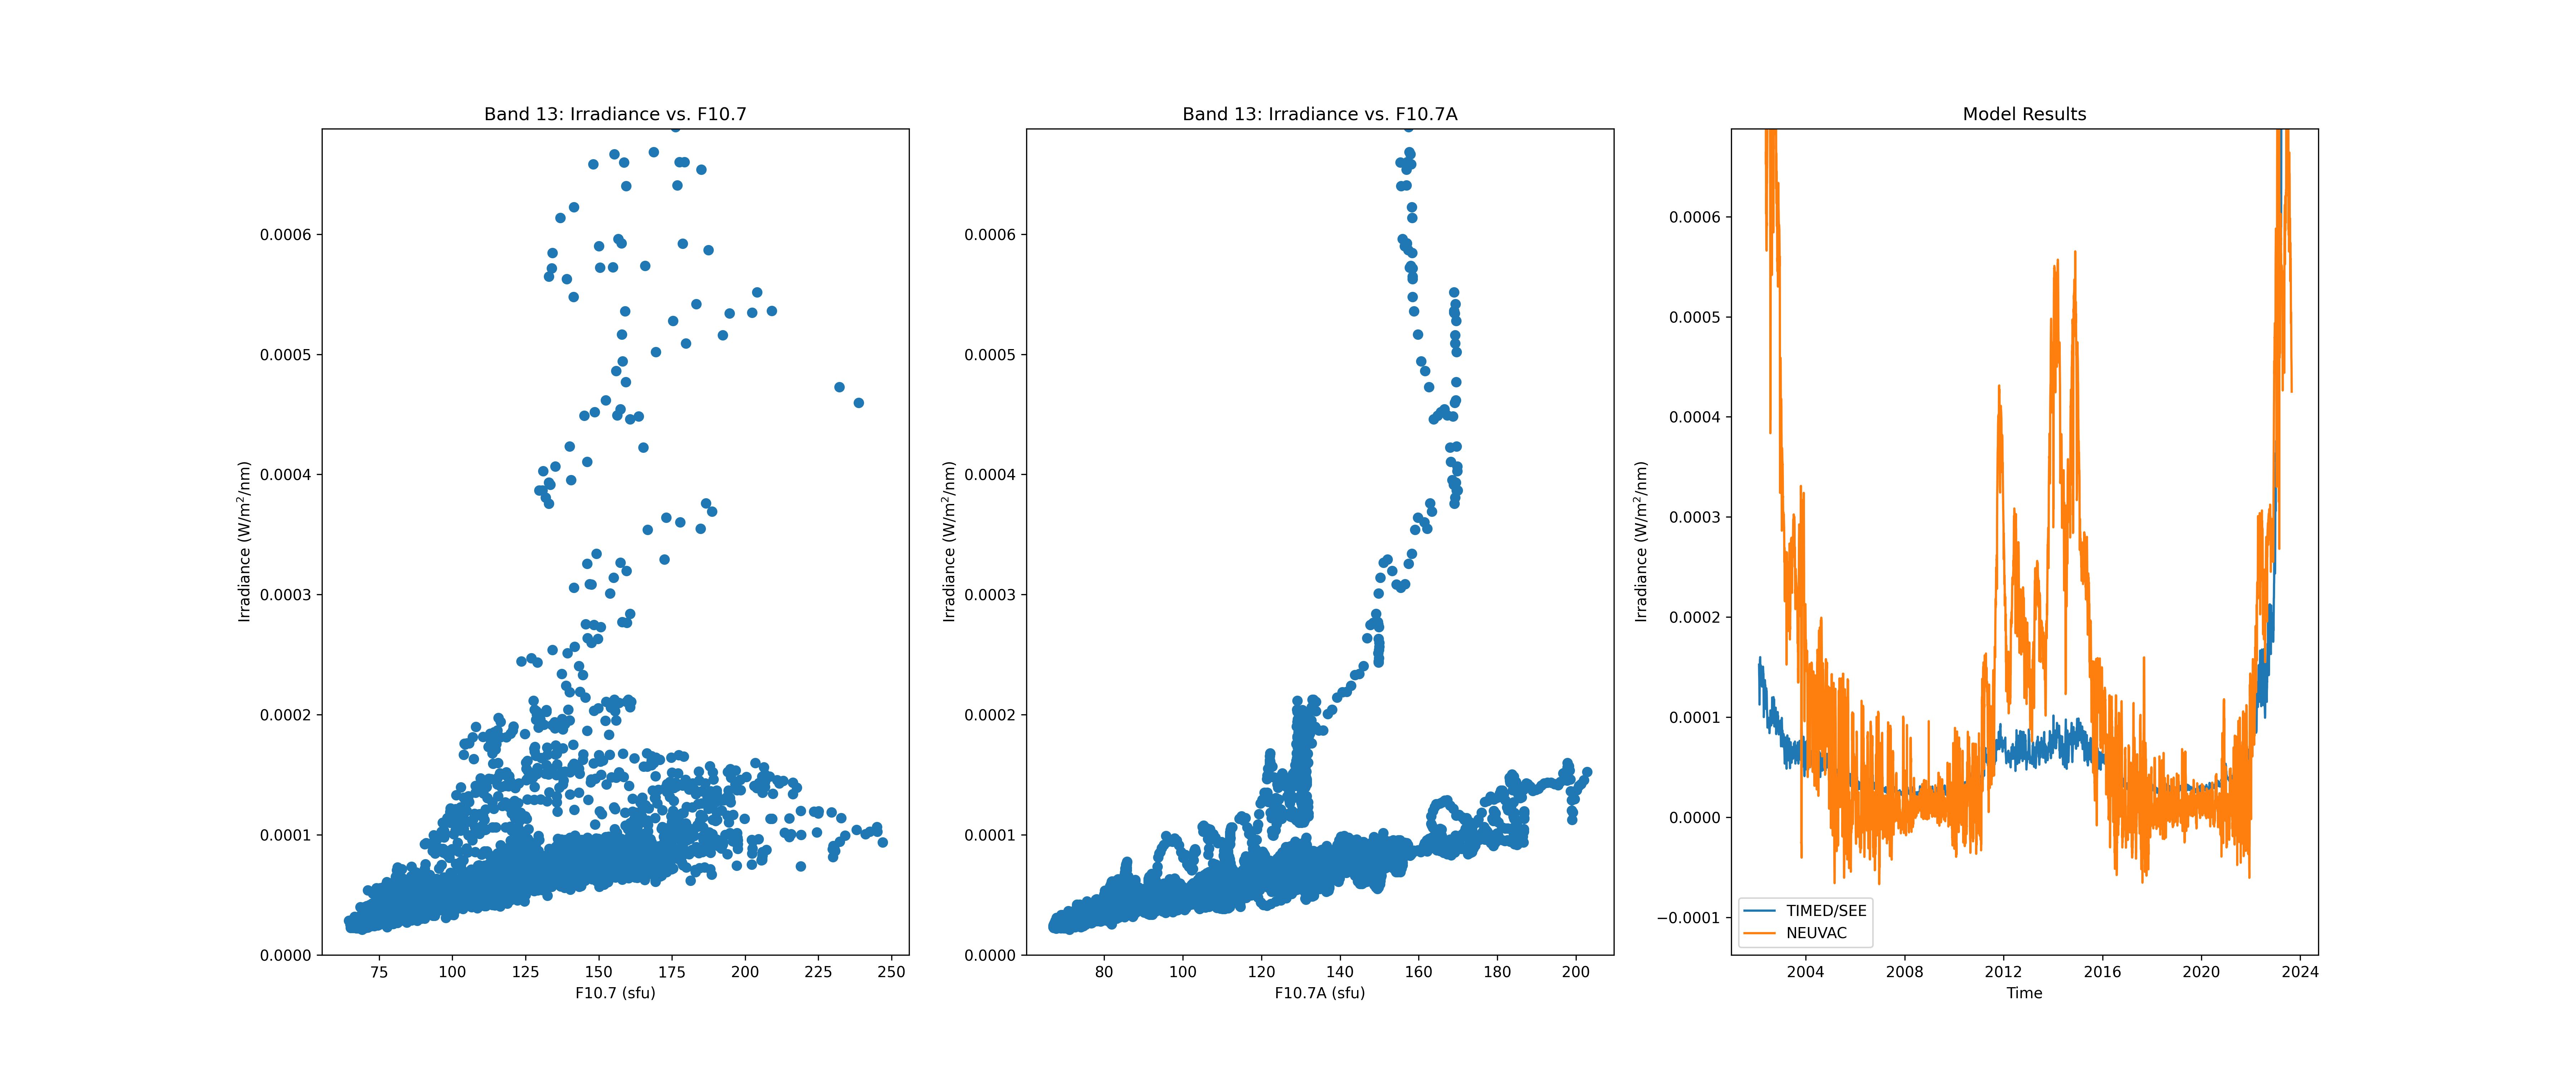 Band 13: Irradiance vs. F10.7
Irradiance (W/m²/nm)
0.0006
0.0005
0.0004
0.0003
0.0002
0.0001
0.0000
75 100 125 150 175 200 225 250
F10.7 (sfu)
Band 13: Irradiance vs. F10.7A
Irradiance (W/m²/nm)
0.0006
0.0005
0.0004
0.0003
0.0002
0.0001
0.0000
80 100 120 140 160 180 200
F10.7A (sfu)
Model Results
Irradiance (W/m²/nm)
0.0006
0.0005
0.0004
0.0003
0.0002
0.0001
0.0000
−0.0001
TIMED/SEE
NEUVAC
2004 2008 2012 2016 2020 2024
Time